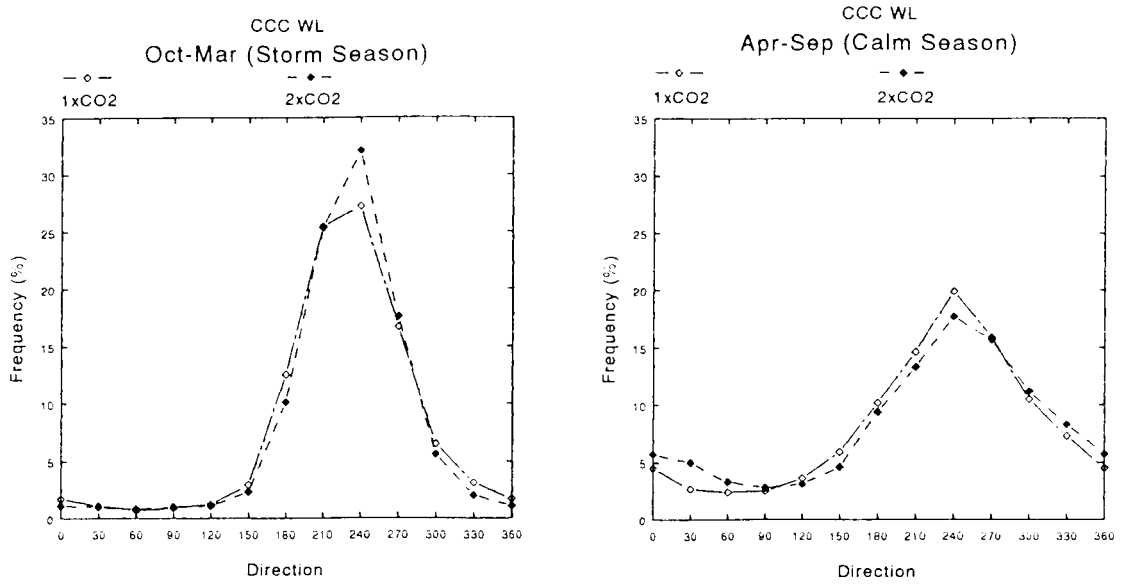 CCC WL
Oct-Mar (Storm Season)
1xCO2 2xCO2
35
30
25
20
15
10
5
0
Frequency (%)
0 30 60 90 120 150 180 210 240 270 300 330 360
Direction
CCC WL
Apr-Sep (Calm Season)
1xCO2 2xCO2
35
30
25
20
15
10
5
0
Frequency (%)
0 30 60 90 120 150 180 210 240 270 300 330 360
Direction